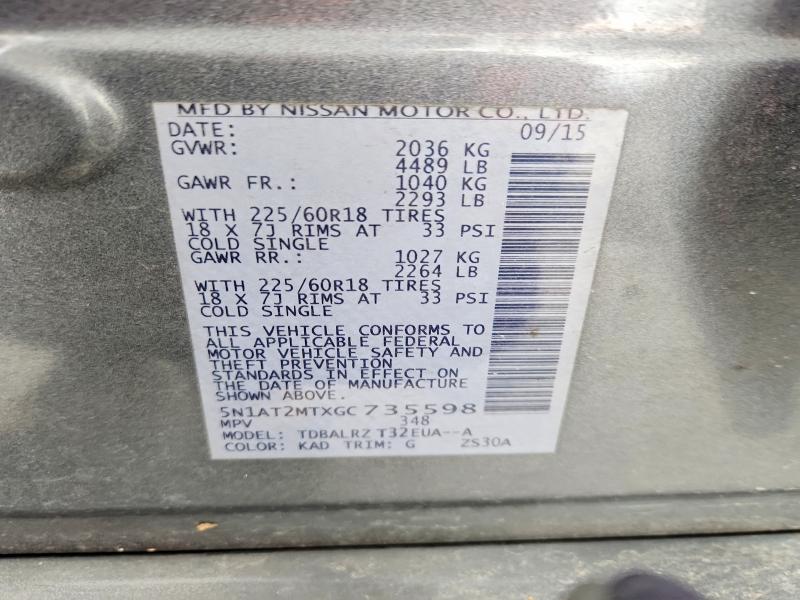 MFD BY NISSAN MOTOR CO., LTD.
DATE: 09/15
GVWR: 2036 KG
4489 LB
GAWR FR.: 1040 KG
2293 LB
WITH 225/60R18 TIRES
18 X 7J RIMS AT 33 PSI
COLD SINGLE
GAWR RR.: 1027 KG
2264 LB
WITH 225/60R18 TIRES
18 X 7J RIMS AT 33 PSI
COLD SINGLE
THIS VEHICLE CONFORMS TO
ALL APPLICABLE FEDERAL
MOTOR VEHICLE SAFETY AND
THEFT PREVENTION
STANDARDS IN EFFECT ON
THE DATE OF MANUFACTURE
SHOWN ABOVE.
5N1AT2MTXGC735598
MPV 348
MODEL: TDBALRZ T32EUA--A
COLOR: KAD TRIM: G ZS30A